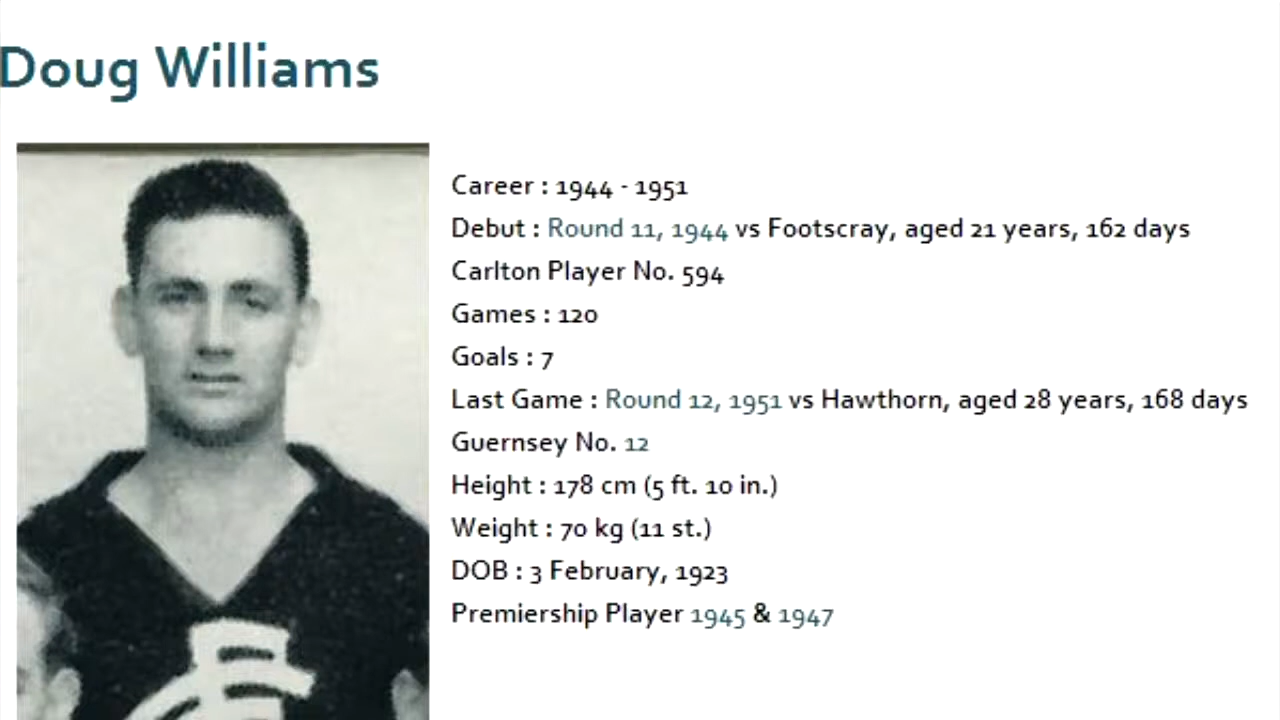 Doug Williams
Career : 1944 - 1951
Debut : Round 11, 1944 vs Footscray, aged 21 years, 162 days
Carlton Player No. 594
Games : 120
Goals : 7
Last Game : Round 12, 1951 vs Hawthorn, aged 28 years, 168 days
Guernsey No. 12
Height : 178 cm (5 ft. 10 in.)
Weight : 70 kg (11 st.)
DOB : 3 February, 1923
Premiership Player 1945 & 1947